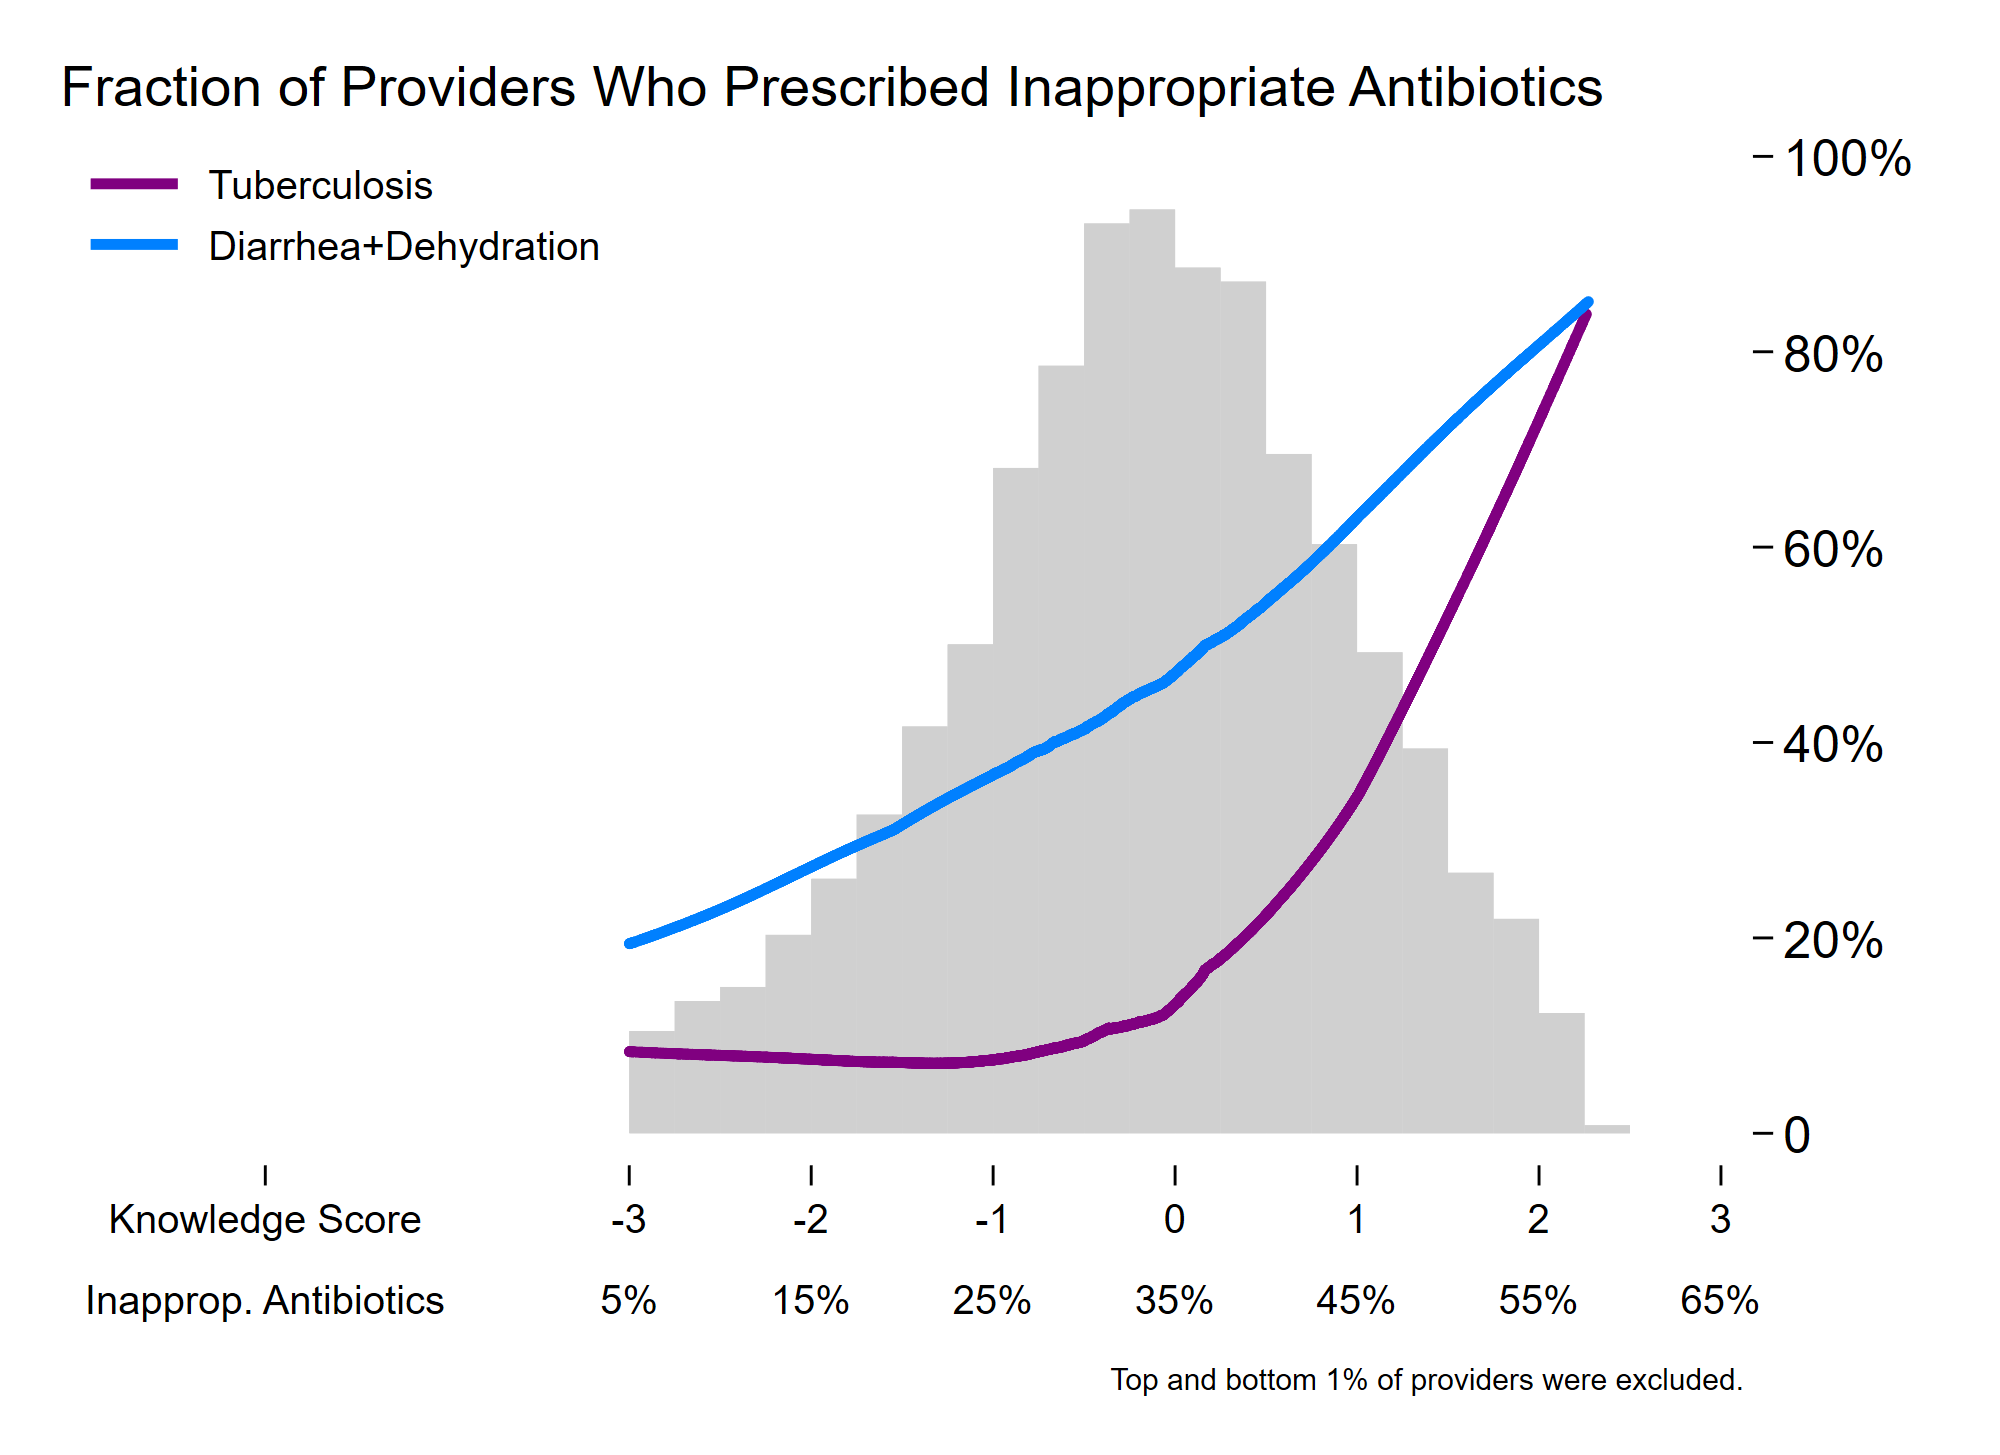 Fraction of Providers Who Prescribed Inappropriate Antibiotics
Tuberculosis
Diarrhea+Dehydration
100%
80%
60%
40%
20%
0
Knowledge Score -3 -2 -1 0 1 2 3
Inapprop. Antibiotics 5% 15% 25% 35% 45% 55% 65%
Top and bottom 1% of providers were excluded.